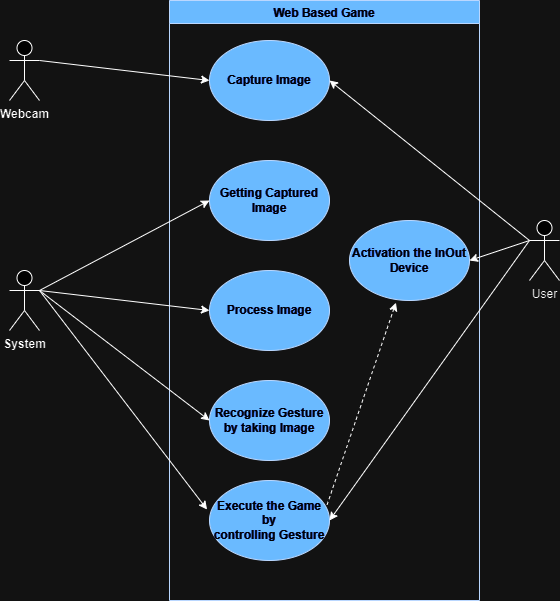 Web Based Game
Capture Image
Webcam
Getting Captured
Image
Activation the InOut
Device
User
Process Image
System
Recognize Gesture
by taking Image
Execute the Game
by
controlling Gesture